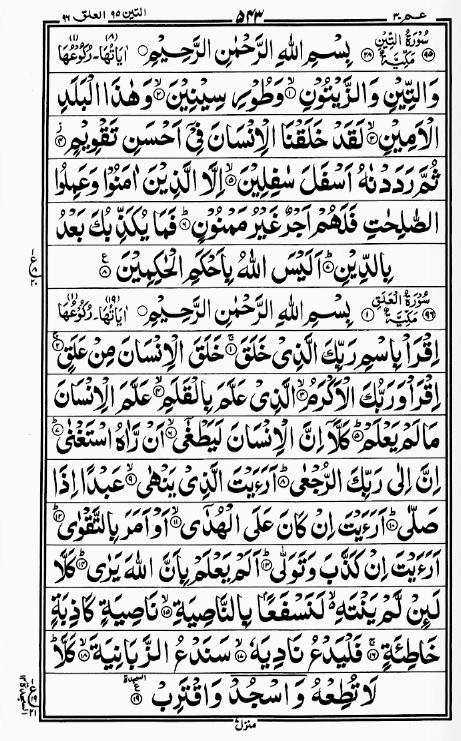 عمّ ٣٠ ٥٤٣ التين ٩٥ العلق ٩٦
سُوْرَةُ التِّيْنِ مَكِّيَّةٌ ٩٥ ٢٨ بِسْمِ اللّٰهِ الرَّحْمٰنِ الرَّحِيْمِ ○ اٰيَاتُهَا (٨) رُكُوْعُهَا (١)
وَالتِّيْنِ وَالزَّيْتُوْنِ ۙ﴿١﴾ وَطُوْرِ سِيْنِيْنَ ۙ﴿٢﴾ وَهٰذَا الْبَلَدِ
الْاَمِيْنِ ۙ﴿٣﴾ لَقَدْ خَلَقْنَا الْاِنْسَانَ فِيْۤ اَحْسَنِ تَقْوِيْمٍ ۖ﴿٤﴾
ثُمَّ رَدَدْنٰهُ اَسْفَلَ سٰفِلِيْنَ ۙ﴿٥﴾ اِلَّا الَّذِيْنَ اٰمَنُوْا وَعَمِلُوا
الصّٰلِحٰتِ فَلَهُمْ اَجْرٌ غَيْرُ مَمْنُوْنٍ ؕ﴿٦﴾ فَمَا يُكَذِّبُكَ بَعْدُ
بِالدِّيْنِ ؕ﴿٧﴾ اَلَيْسَ اللّٰهُ بِاَحْكَمِ الْحٰكِمِيْنَ ﴿٨﴾ ع
سُوْرَةُ الْعَلَقِ مَكِّيَّةٌ ٩٦ ١ بِسْمِ اللّٰهِ الرَّحْمٰنِ الرَّحِيْمِ ○ اٰيَاتُهَا (١٩) رُكُوْعُهَا (١)
اِقْرَاْ بِاسْمِ رَبِّكَ الَّذِيْ خَلَقَ ۚ﴿١﴾ خَلَقَ الْاِنْسَانَ مِنْ عَلَقٍ ۚ﴿٢﴾
اِقْرَاْ وَرَبُّكَ الْاَكْرَمُ ۙ﴿٣﴾ الَّذِيْ عَلَّمَ بِالْقَلَمِ ۙ﴿٤﴾ عَلَّمَ الْاِنْسَانَ
مَا لَمْ يَعْلَمْ ؕ﴿٥﴾ كَلَّاۤ اِنَّ الْاِنْسَانَ لَيَطْغٰۤى ۙ﴿٦﴾ اَنْ رَّاٰهُ اسْتَغْنٰى ؕ﴿٧﴾
اِنَّ اِلٰى رَبِّكَ الرُّجْعٰى ؕ﴿٨﴾ اَرَءَيْتَ الَّذِيْ يَنْهٰى ۙ﴿٩﴾ عَبْدًا اِذَا
صَلّٰى ؕ﴿١٠﴾ اَرَءَيْتَ اِنْ كَانَ عَلَى الْهُدٰۤى ۙ﴿١١﴾ اَوْ اَمَرَ بِالتَّقْوٰى ؕ﴿١٢﴾
اَرَءَيْتَ اِنْ كَذَّبَ وَتَوَلّٰى ؕ﴿١٣﴾ اَلَمْ يَعْلَمْ بِاَنَّ اللّٰهَ يَرٰى ؕ﴿١٤﴾ كَلَّا
لَىِٕنْ لَّمْ يَنْتَهِ ۙ لَنَسْفَعًۢا بِالنَّاصِيَةِ ۙ﴿١٥﴾ نَاصِيَةٍ كَاذِبَةٍ
خَاطِئَةٍ ۚ﴿١٦﴾ فَلْيَدْعُ نَادِيَهٗ ۙ﴿١٧﴾ سَنَدْعُ الزَّبَانِيَةَ ۙ﴿١٨﴾ كَلَّا ؕ
لَا تُطِعْهُ وَاسْجُدْ وَاقْتَرِبْ ﴿١٩﴾ السجدة ع
منزل ٧